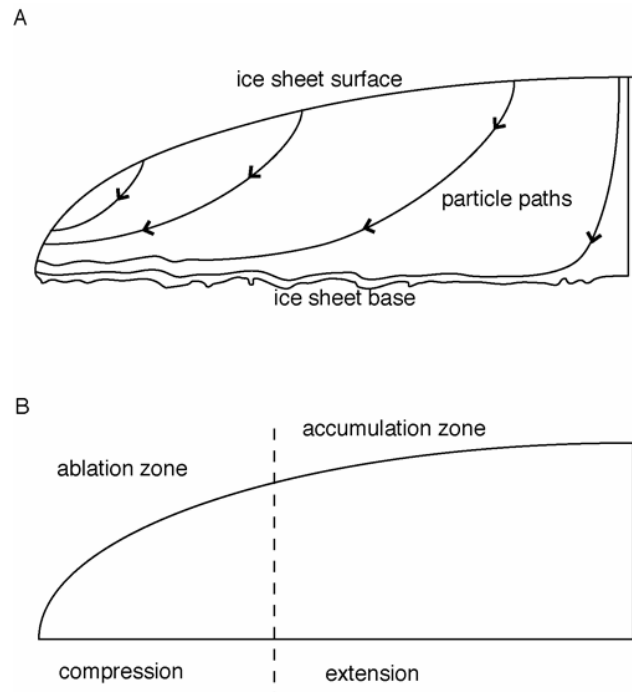 A
ice sheet surface
particle paths
ice sheet base
B
accumulation zone
ablation zone
compression
extension